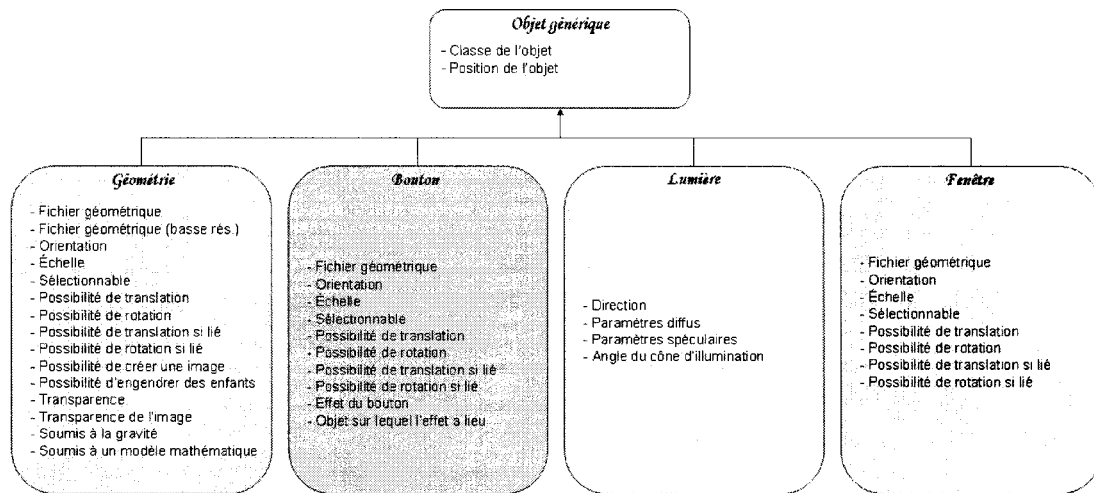 Objet générique
- Classe de l'objet
- Position de l'objet
Géométrie
- Fichier géométrique
- Fichier géométrique (basse rés.)
- Orientation
- Échelle
- Sélectionnable
- Possibilité de translation
- Possibilité de rotation
- Possibilité de translation si lié
- Possibilité de rotation si lié
- Possibilité de créer une image
- Possibilité d'engendrer des enfants
- Transparence
- Transparence de l'image
- Soumis à la gravité
- Soumis à un modèle mathématique
Bouton
- Fichier géométrique
- Orientation
- Échelle
- Sélectionnable
- Possibilité de translation
- Possibilité de rotation
- Possibilité de translation si lié
- Possibilité de rotation si lié
- Effet du bouton
- Objet sur lequel l'effet a lieu
Lumière
- Direction
- Paramètres diffus
- Paramètres spéculaires
- Angle du cône d'illumination
Fenêtre
- Fichier géométrique
- Orientation
- Échelle
- Sélectionnable
- Possibilité de translation
- Possibilité de rotation
- Possibilité de translation si lié
- Possibilité de rotation si lié